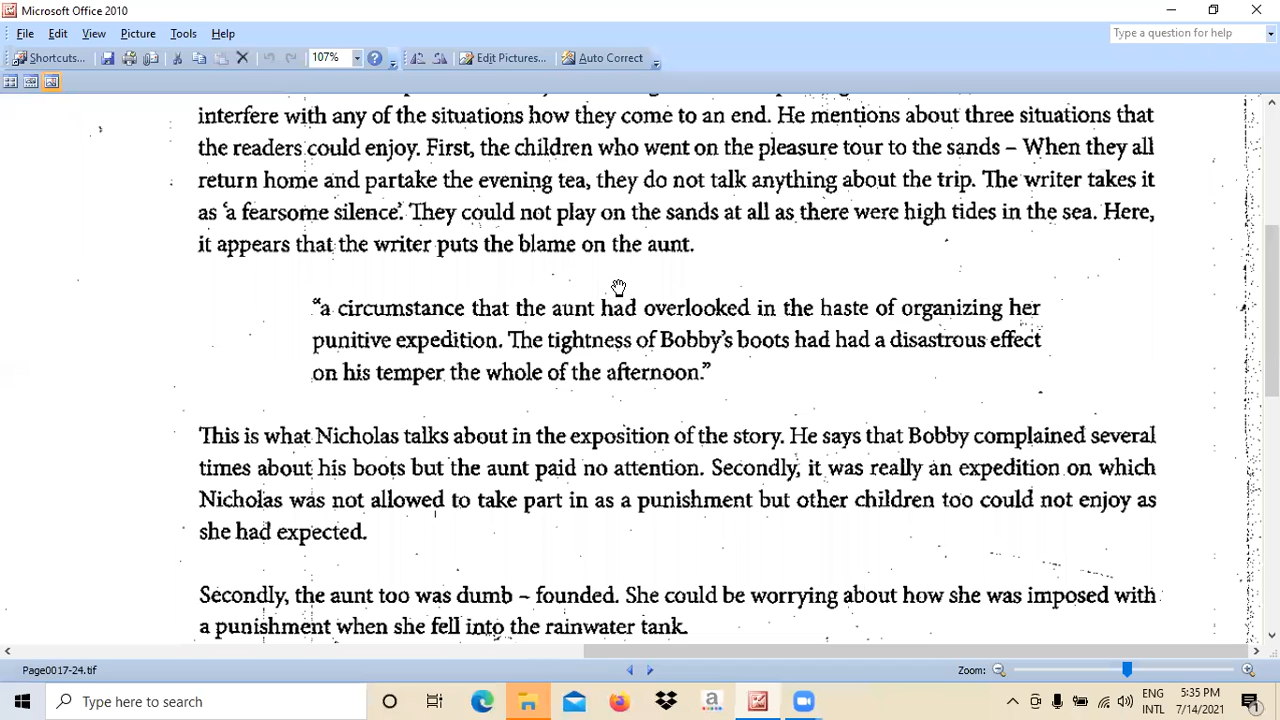 Microsoft Office 2010
File Edit View Picture Tools Help
Type a question for help
Shortcuts... 107% Edit Pictures... Auto Correct
interfere with any of the situations how they come to an end. He mentions about three situations that
the readers could enjoy. First, the children who went on the pleasure tour to the sands – When they all
return home and partake the evening tea, they do not talk anything about the trip. The writer takes it
as ‘a fearsome silence’. They could not play on the sands at all as there were high tides in the sea. Here,
it appears that the writer puts the blame on the aunt.
“a circumstance that the aunt had overlooked in the haste of organizing her
punitive expedition. The tightness of Bobby’s boots had had a disastrous effect
on his temper the whole of the afternoon.”
This is what Nicholas talks about in the exposition of the story. He says that Bobby complained several
times about his boots but the aunt paid no attention. Secondly, it was really an expedition on which
Nicholas was not allowed to take part in as a punishment but other children too could not enjoy as
she had expected.
Secondly, the aunt too was dumb – founded. She could be worrying about how she was imposed with
a punishment when she fell into the rainwater tank.
Page0017-24.tif
Zoom:
Type here to search
ENG 5:35 PM
INTL 7/14/2021